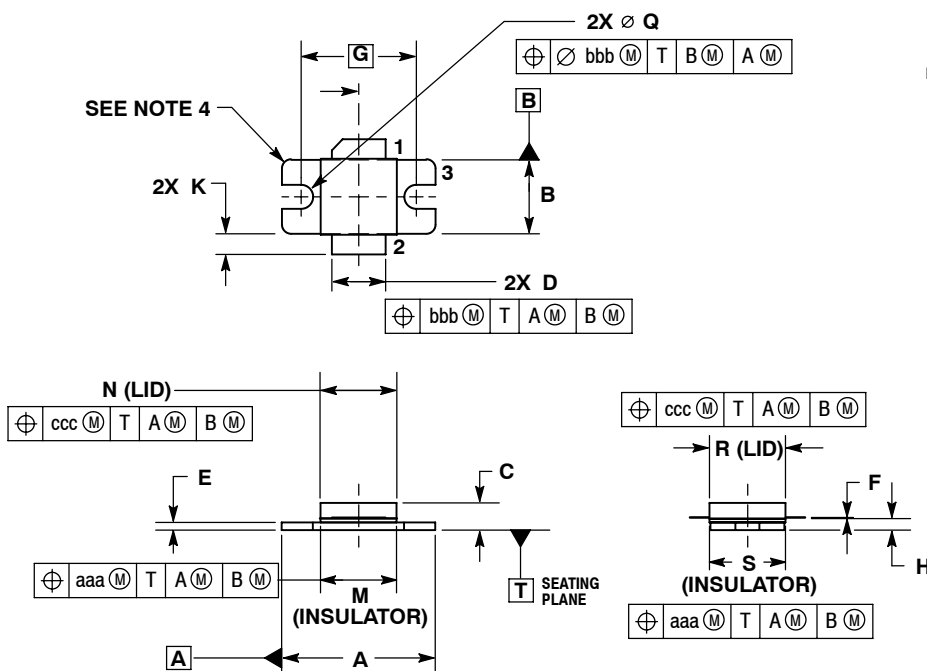 2X ⌀ Q
⌖ ⌀ bbb Ⓜ T B Ⓜ A Ⓜ
G
B
SEE NOTE 4
1
3
2X K
B
2
2X D
⌖ bbb Ⓜ T A Ⓜ B Ⓜ
N (LID)
⌖ ccc Ⓜ T A Ⓜ B Ⓜ
⌖ ccc Ⓜ T A Ⓜ B Ⓜ
R (LID)
E
C
F
H
⌖ aaa Ⓜ T A Ⓜ B Ⓜ
M
(INSULATOR)
T SEATING
PLANE
S
(INSULATOR)
⌖ aaa Ⓜ T A Ⓜ B Ⓜ
A
A